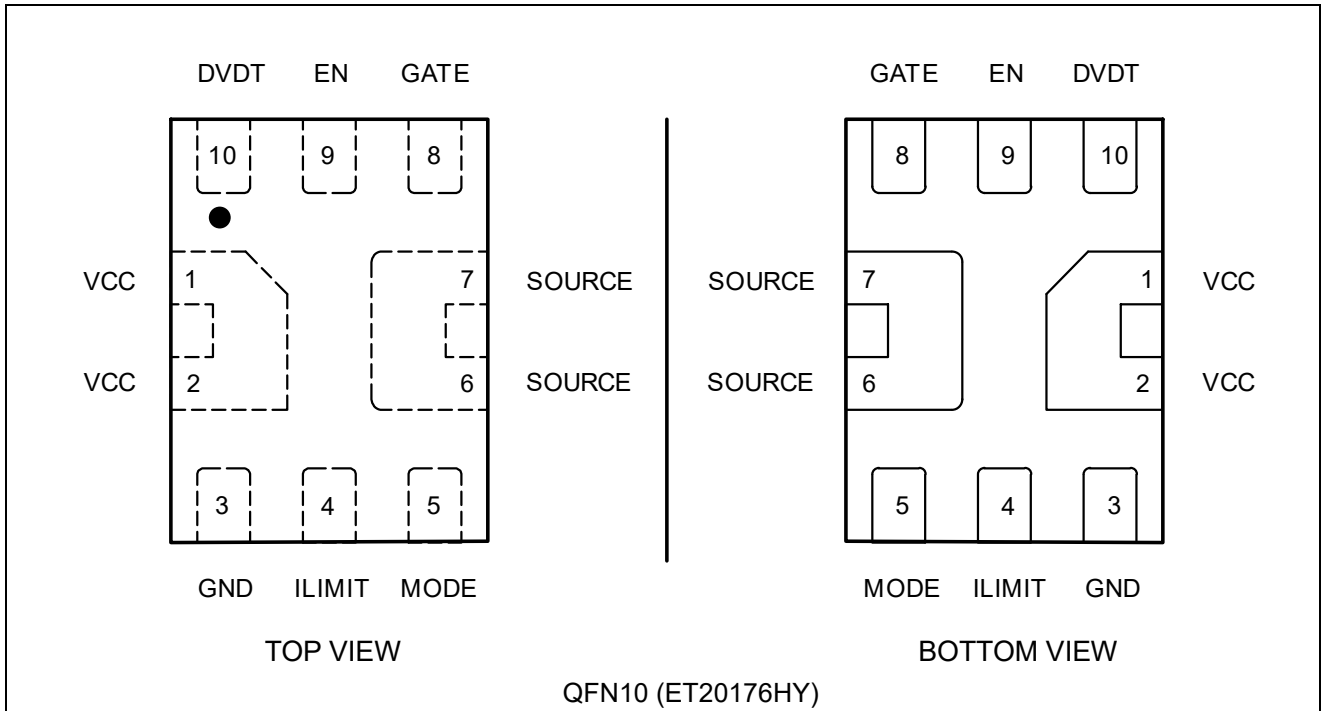 DVDT EN GATE GATE EN DVDT
10 9 8 8 9 10
VCC 1 7 SOURCE SOURCE 7 1 VCC
VCC 2 6 SOURCE SOURCE 6 2 VCC
3 4 5 5 4 3
GND ILIMIT MODE MODE ILIMIT GND
TOP VIEW BOTTOM VIEW
QFN10 (ET20176HY)